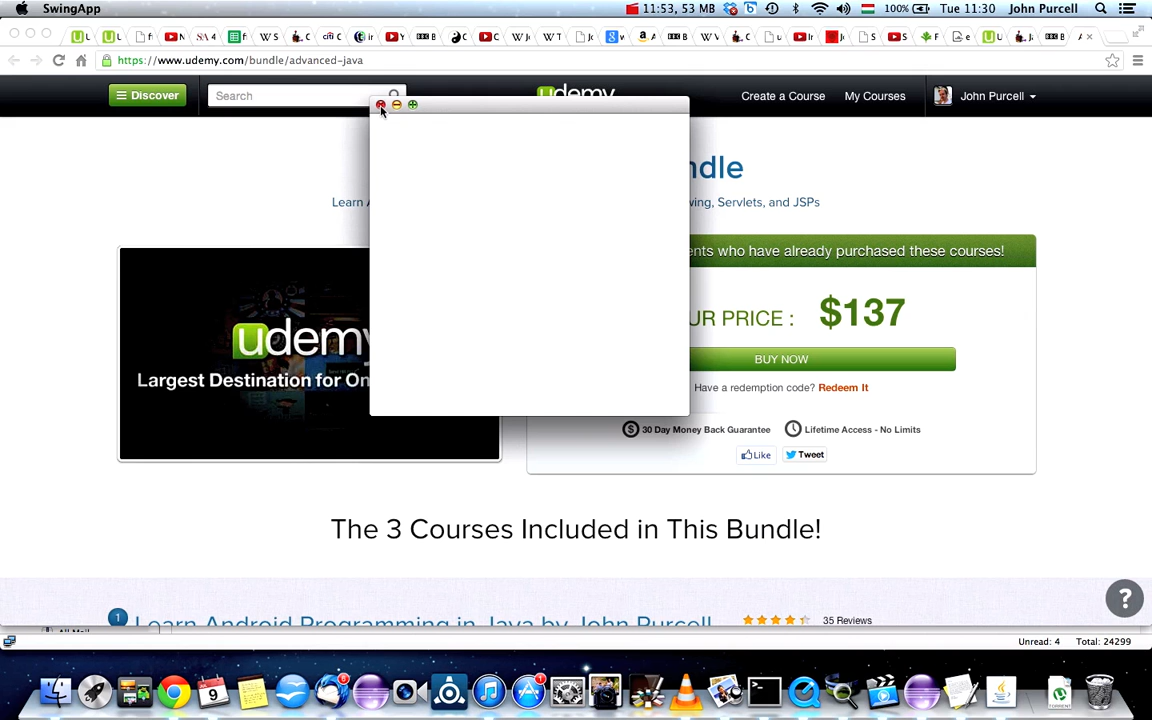 SwingApp
11:53, 53 MB
100%
Tue 11:30
John Purcell
https://www.udemy.com/bundle/advanced-java
Discover
Search
udemy
Create a Course
My Courses
John Purcell
ndle
Learn
ing, Servlets, and JSPs
ents who have already purchased these courses!
udemy
Largest Destination for On
UR PRICE :
$137
BUY NOW
Have a redemption code? Redeem It
30 Day Money Back Guarantee
Lifetime Access - No Limits
Like
Tweet
The 3 Courses Included in This Bundle!
1
Learn Android Programming in Java by John Purcell
35 Reviews
?
All Mail
Unread: 4
Total: 24299